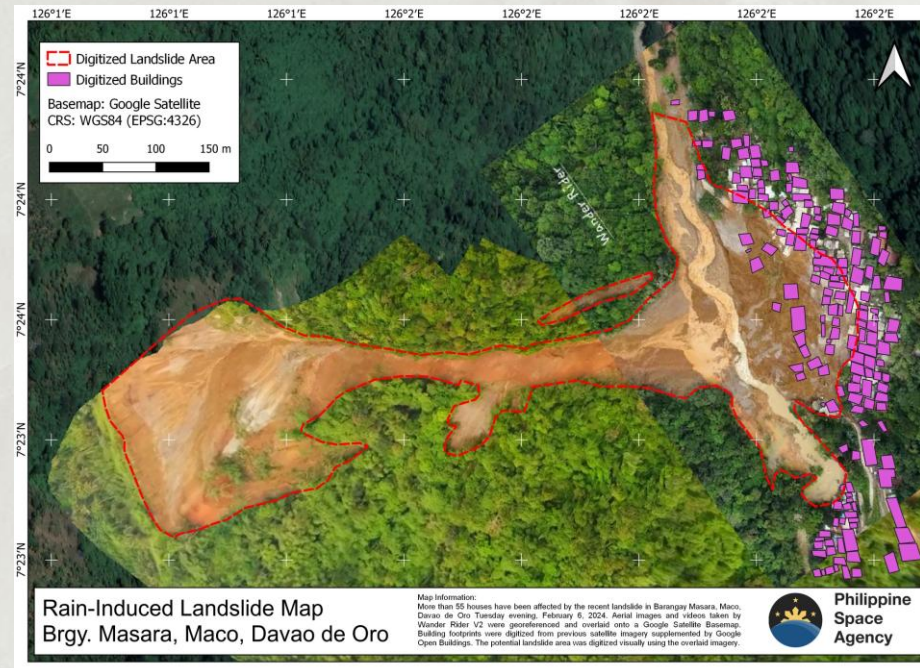 126°1'E 126°1'E 126°2'E 126°2'E 126°2'E 126°2'E 126°2'E 126°2'E
Digitized Landslide Area
Digitized Buildings
Basemap: Google Satellite
CRS: WGS84 (EPSG:4326)
0 50 100 150 m
7°24'N
7°24'N
7°24'N
7°23'N
7°23'N
Wander Rider
Rain-Induced Landslide Map
Brgy. Masara, Maco, Davao de Oro
Map Information:
More than 55 houses have been affected by the recent landslide in Barangay Masara, Maco,
Davao de Oro Tuesday evening, February 6, 2024. Aerial images and videos taken by
Wander Rider V2 were georeferenced and overlaid onto a Google Satellite Basemap.
Building footprints were digitized from previous satellite imagery supplemented by Google
Open Buildings. The potential landslide area was digitized visually using the overlaid imagery.
Philippine
Space
Agency